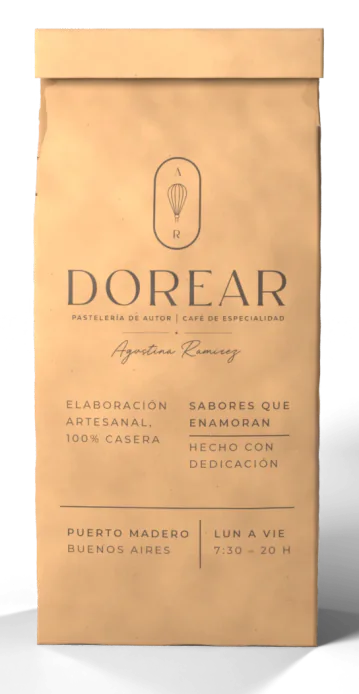 A
R
DOREAR
PASTELERÍA DE AUTOR | CAFÉ DE ESPECIALIDAD
Agostina Ramirez
ELABORACIÓN
ARTESANAL,
100% CASERA
SABORES QUE
ENAMORAN
HECHO CON
DEDICACIÓN
PUERTO MADERO
BUENOS AIRES
LUN A VIE
7:30 – 20 H